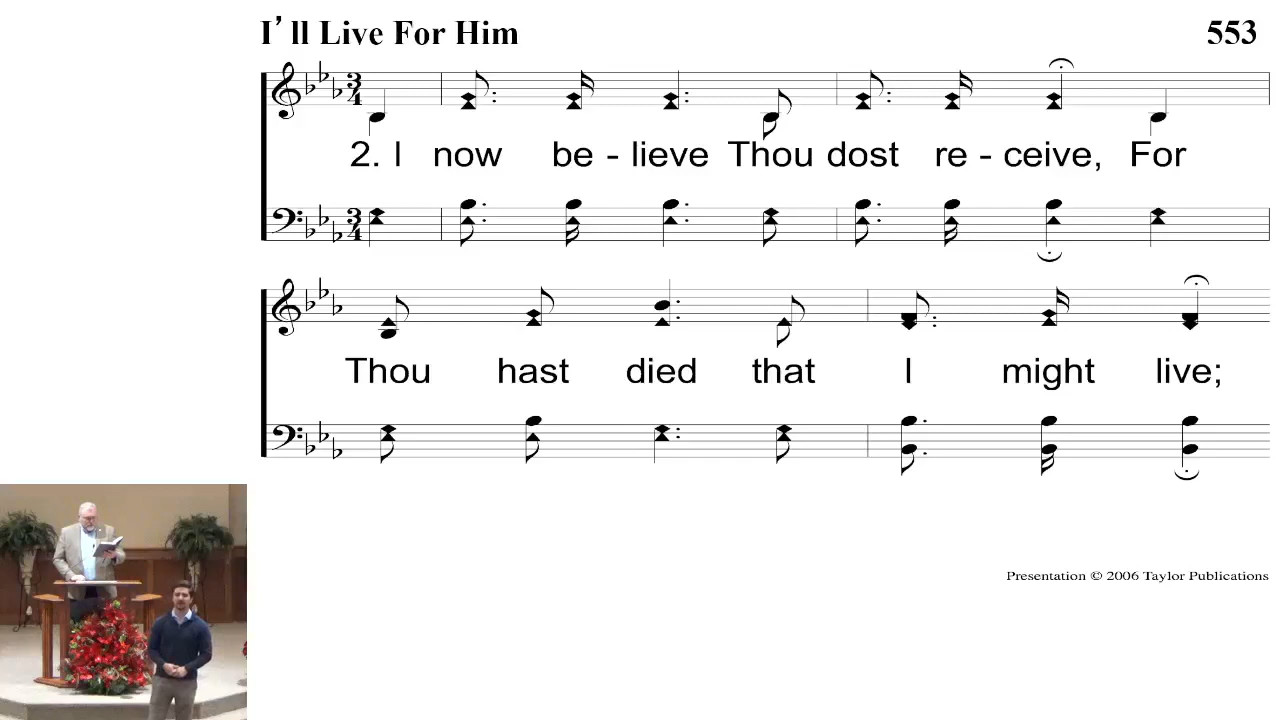 I’ll Live For Him 553
2. I now be - lieve Thou dost re - ceive, For
Thou hast died that I might live;
Presentation © 2006 Taylor Publications